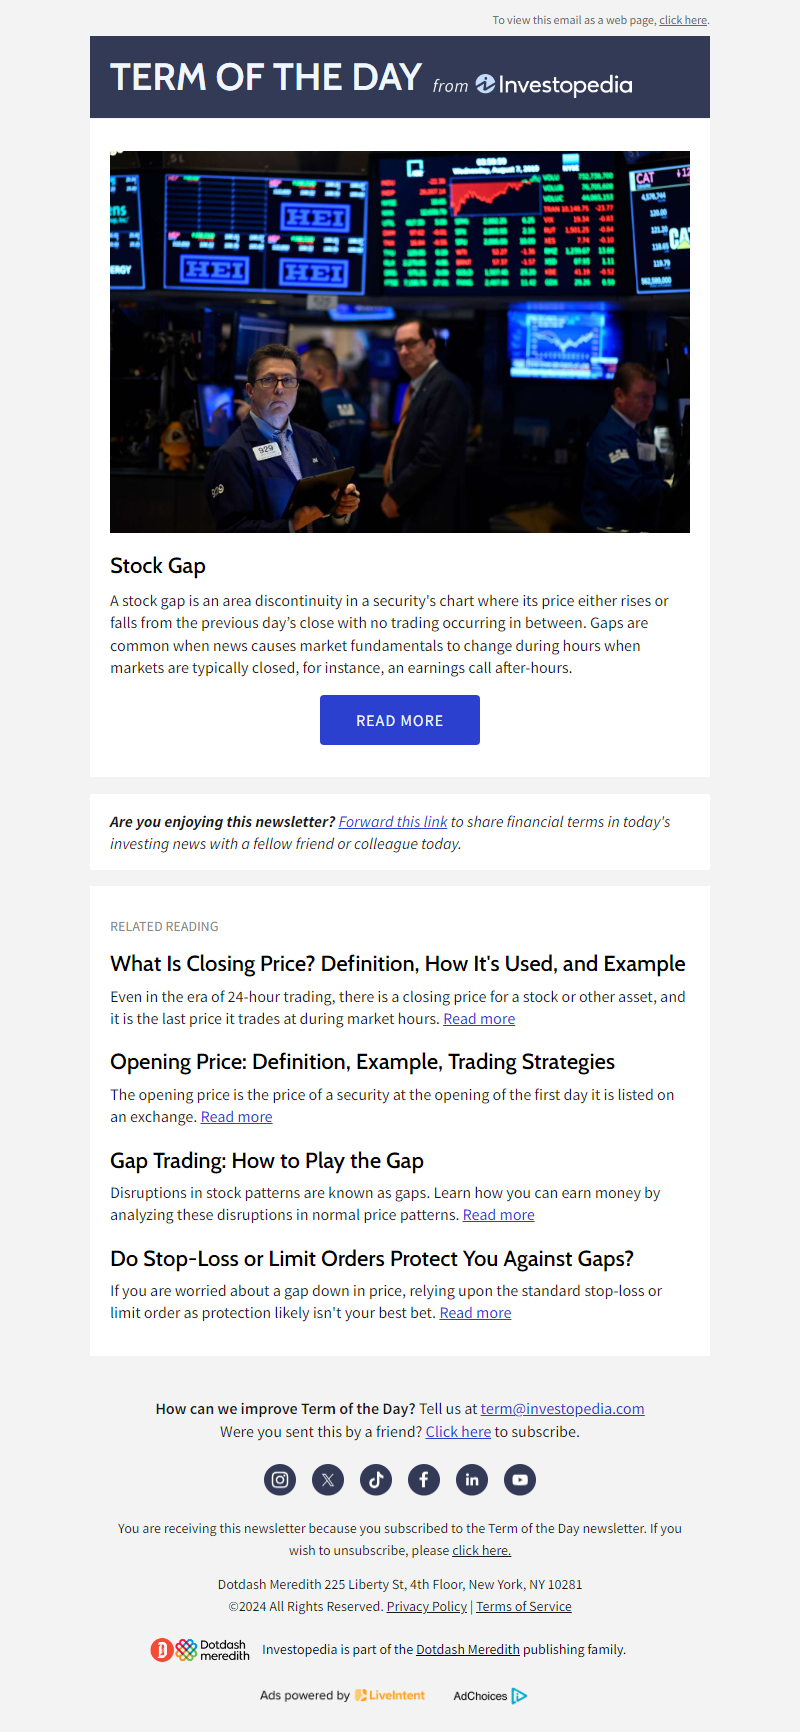 To view this email as a web page, click here.
TERM OF THE DAY from Investopedia
HEI
HEI
HEI
CAT
929
Stock Gap
A stock gap is an area discontinuity in a security's chart where its price either rises or
falls from the previous day’s close with no trading occurring in between. Gaps are
common when news causes market fundamentals to change during hours when
markets are typically closed, for instance, an earnings call after-hours.
READ MORE
Are you enjoying this newsletter? Forward this link to share financial terms in today's
investing news with a fellow friend or colleague today.
RELATED READING
What Is Closing Price? Definition, How It's Used, and Example
Even in the era of 24-hour trading, there is a closing price for a stock or other asset, and
it is the last price it trades at during market hours. Read more
Opening Price: Definition, Example, Trading Strategies
The opening price is the price of a security at the opening of the first day it is listed on
an exchange. Read more
Gap Trading: How to Play the Gap
Disruptions in stock patterns are known as gaps. Learn how you can earn money by
analyzing these disruptions in normal price patterns. Read more
Do Stop-Loss or Limit Orders Protect You Against Gaps?
If you are worried about a gap down in price, relying upon the standard stop-loss or
limit order as protection likely isn't your best bet. Read more
How can we improve Term of the Day? Tell us at term@investopedia.com
Were you sent this by a friend? Click here to subscribe.
You are receiving this newsletter because you subscribed to the Term of the Day newsletter. If you
wish to unsubscribe, please click here.
Dotdash Meredith 225 Liberty St, 4th Floor, New York, NY 10281
©2024 All Rights Reserved. Privacy Policy | Terms of Service
Dotdash
meredith
Investopedia is part of the Dotdash Meredith publishing family.
Ads powered by LiveIntent
AdChoices